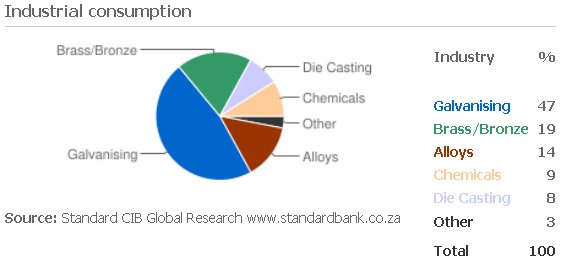 Industrial consumption
Brass/Bronze
Die Casting
Chemicals
Other
Alloys
Galvanising
Industry %
Galvanising 47
Brass/Bronze 19
Alloys 14
Chemicals 9
Die Casting 8
Other 3
Total 100
Source: Standard CIB Global Research www.standardbank.co.za